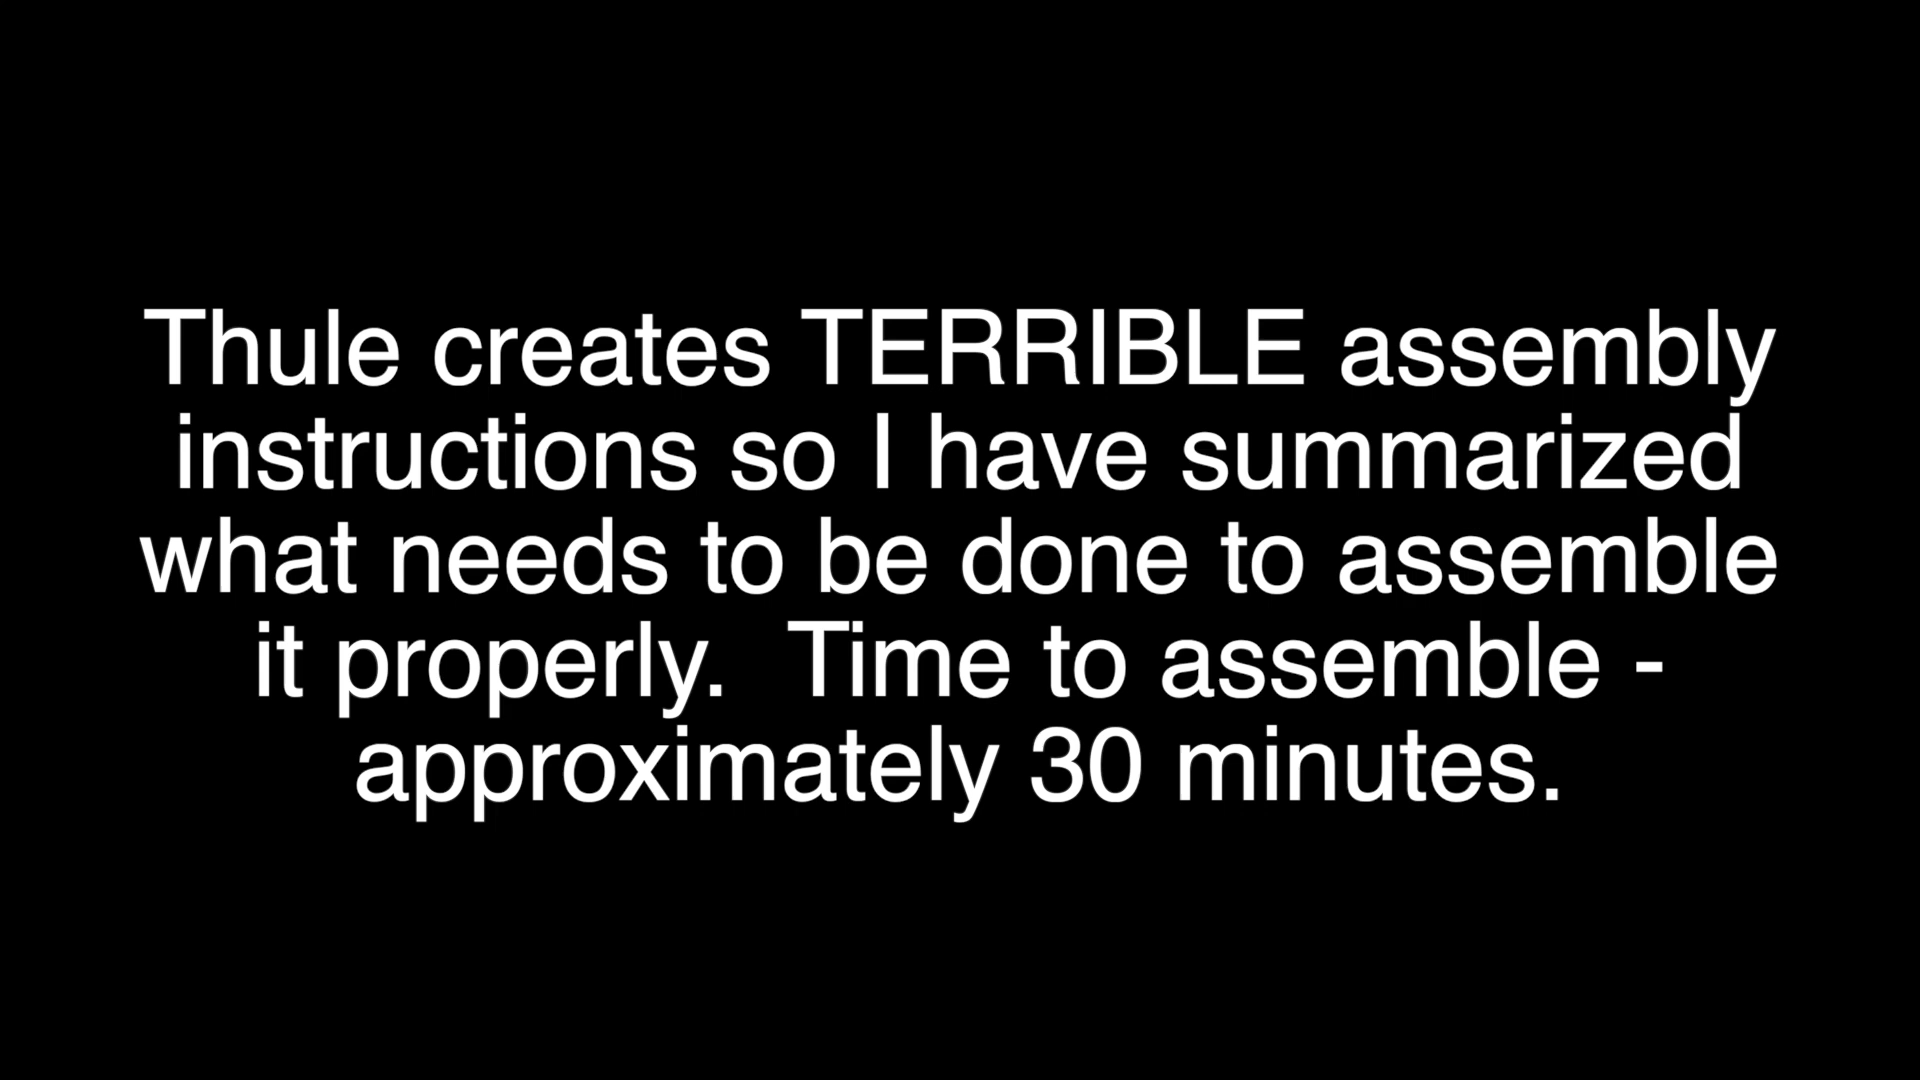 Thule creates TERRIBLE assembly
instructions so I have summarized
what needs to be done to assemble
it properly.  Time to assemble -
approximately 30 minutes.